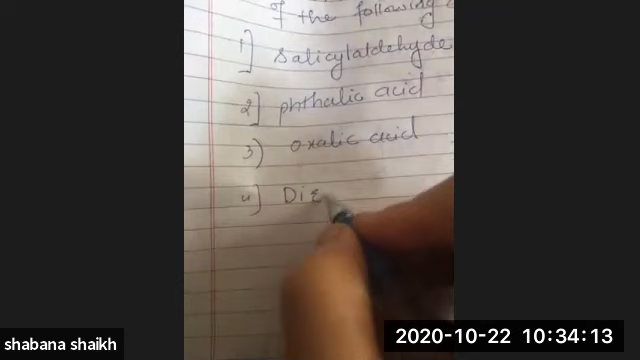 of the following
1] Salicylaldehyde
2] phthalic acid
3) oxalic acid
4] Die
shabana shaikh
2020-10-22 10:34:13